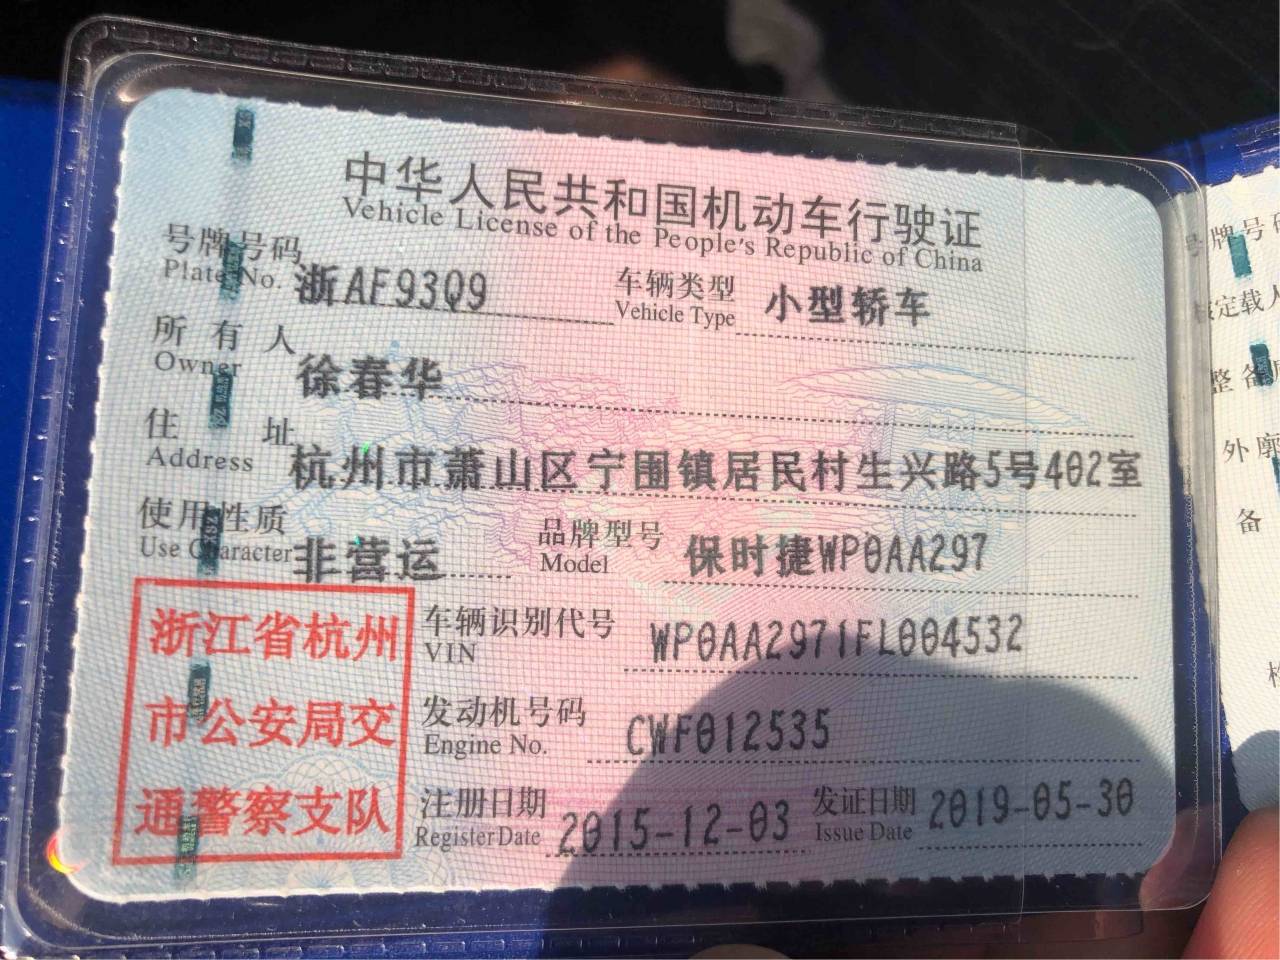 中华人民共和国机动车行驶证
Vehicle License of the People's Republic of China
号牌号码 浙AF93Q9 车辆类型 小型轿车
Plate No. Vehicle Type
所有人 徐春华
Owner
住址 杭州市萧山区宁围镇居民村生兴路5号402室
Address
使用性质 非营运 品牌型号 保时捷WP0AA297
Use Character Model
浙江省杭州
市公安局交
通警察支队
车辆识别代号 WP0AA2971FL004532
VIN
发动机号码 CWF012535
Engine No.
注册日期 2015-12-03 发证日期 2019-05-30
Register Date Issue Date
号牌号
定载人
整备
外廓
备